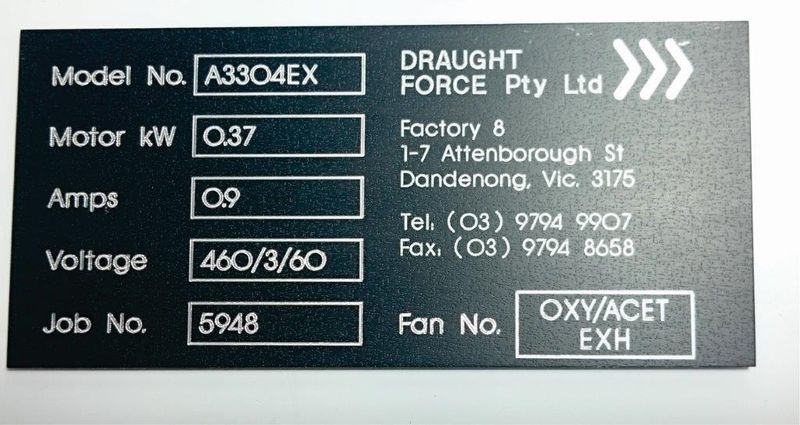 Model No. A3304EX
Motor kW 0.37
Amps 0.9
Voltage 460/3/60
Job No. 5948
DRAUGHT
FORCE Pty Ltd
Factory 8
1-7 Attenborough St
Dandenong, Vic. 3175
Tel: (03) 9794 9907
Fax: (03) 9794 8658
Fan No. OXY/ACET
EXH